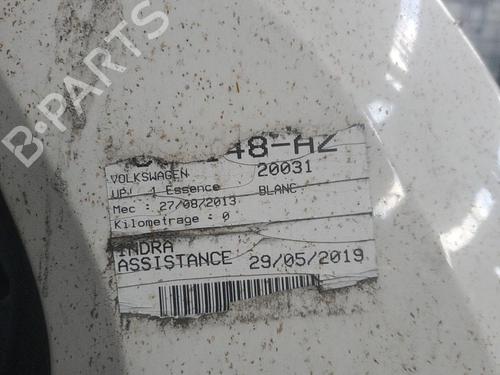 B-PARTS
48-AZ
VOLKSWAGEN 20031
UP! 1 Essence BLANC
Mec : 27/08/2013
Kilometrage : 0
INDRA
ASSISTANCE 29/05/2019